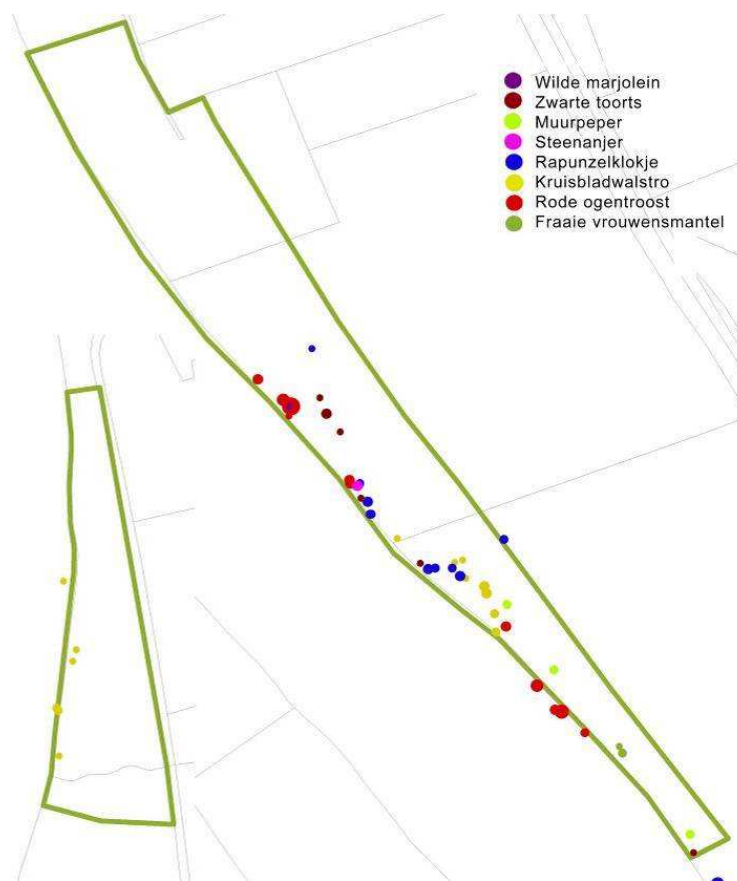 Wilde marjolein
Zwarte toorts
Muurpeper
Steenanjer
Rapunzelklokje
Kruisbladwalstro
Rode ogentroost
Fraaie vrouwensmantel